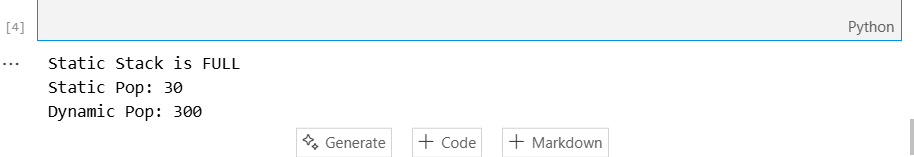 [4]
Python
...
Static Stack is FULL
Static Pop: 30
Dynamic Pop: 300
Generate
Code
Markdown